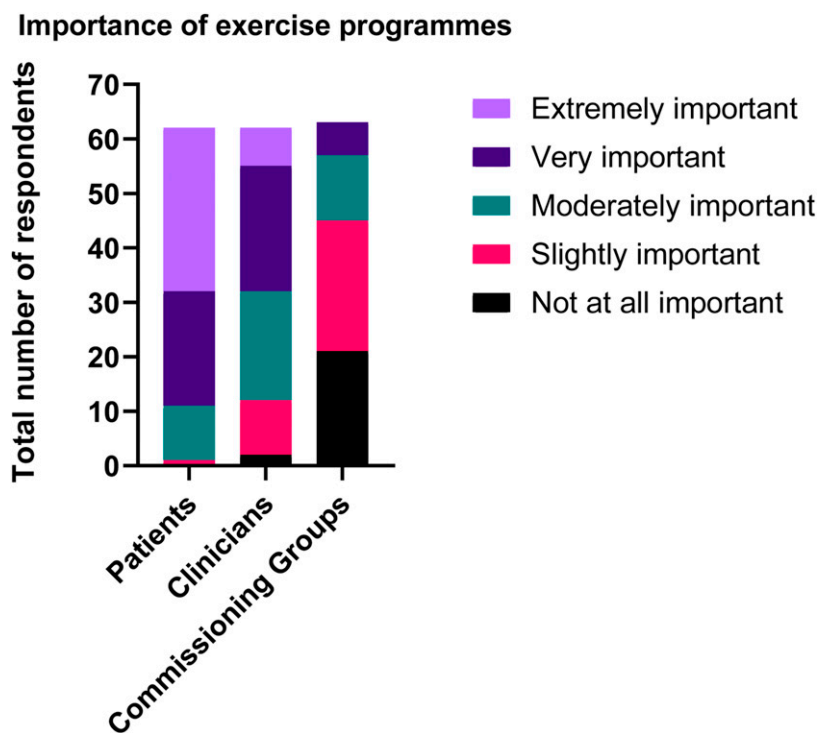 Importance of exercise programmes
Total number of respondents
70
60
50
40
30
20
10
0
Patients
Clinicians
Commissioning Groups
Extremely important
Very important
Moderately important
Slightly important
Not at all important